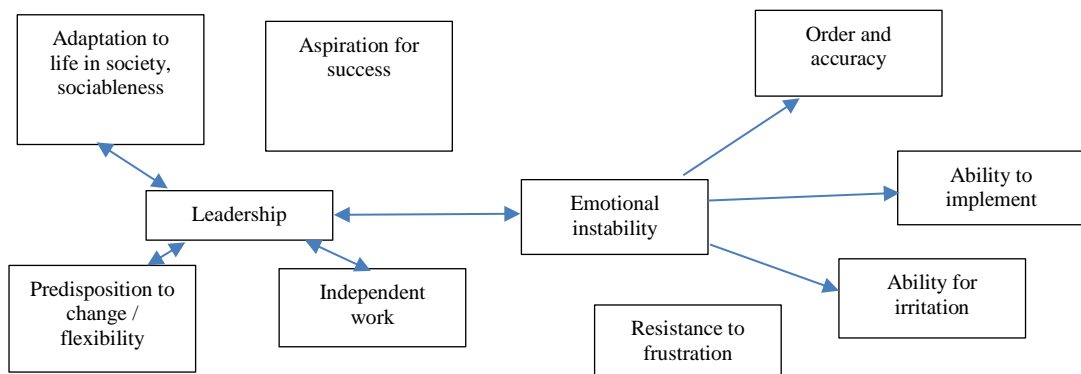 Adaptation to
life in society,
sociableness
Aspiration for
success
Order and
accuracy
Ability to
implement
Leadership
Emotional
instability
Predisposition to
change /
flexibility
Independent
work
Ability for
irritation
Resistance to
frustration